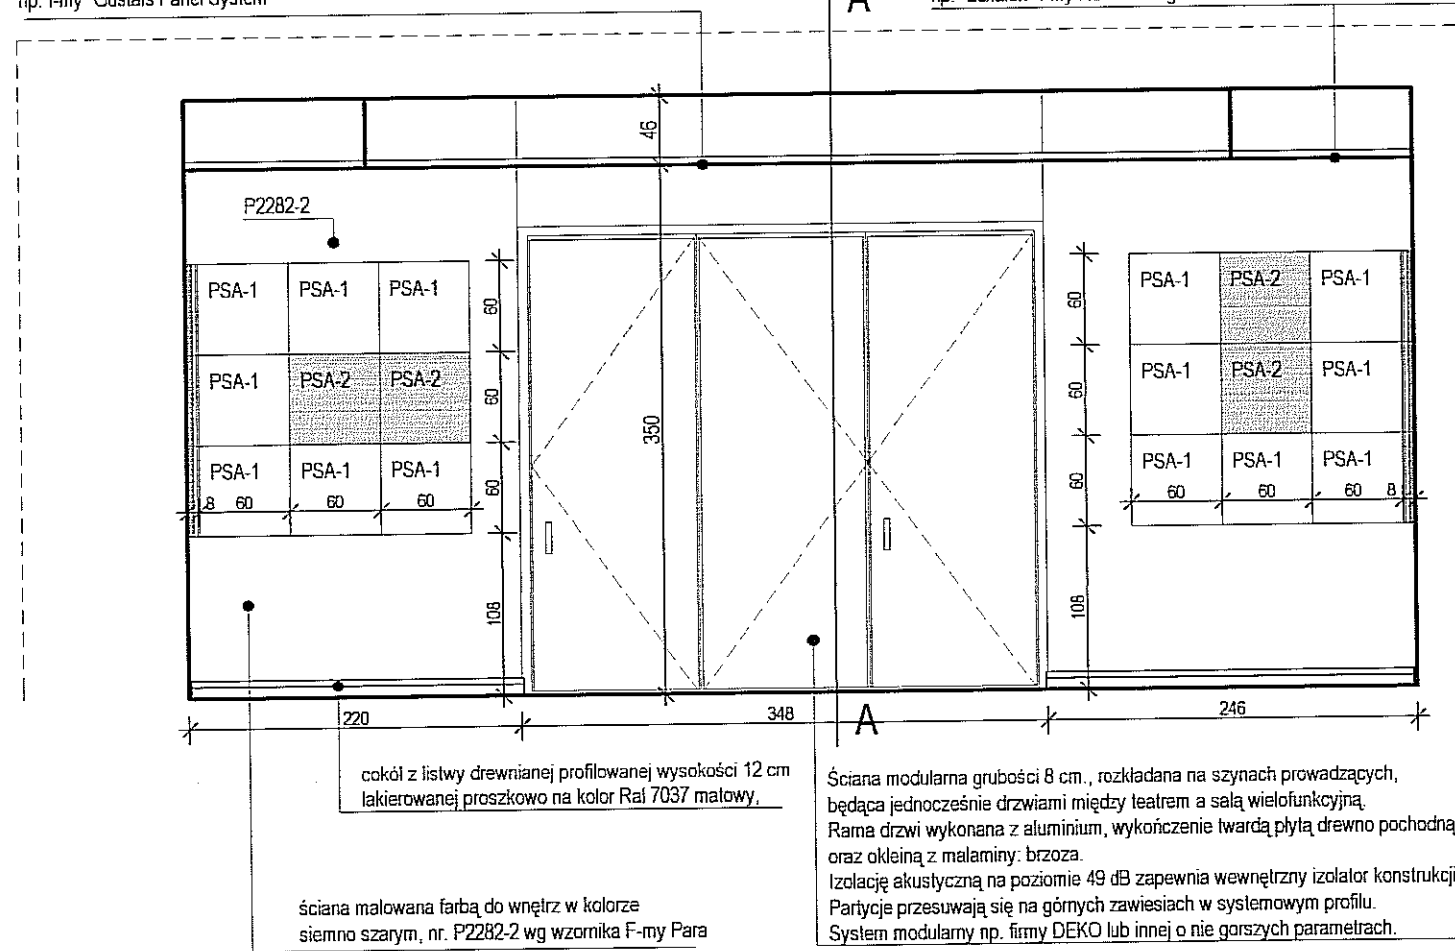 Panel System
A
46
P2282-2
PSA-1 PSA-1 PSA-1
60
PSA-1 PSA-2 PSA-1
60
PSA-1 PSA-2 PSA-2
60
350
PSA-1 PSA-2 PSA-1
60
PSA-1 PSA-1 PSA-1
8 60 60 60
60
PSA-1 PSA-1 PSA-1
60 60 60 8
60
108
108
220
348
A
246
cokół z listwy drewnianej profilowanej wysokości 12 cm
lakierowanej proszkowo na kolor Ral 7037 matowy,
Ściana modularna grubości 8 cm., rozkładana na szynach prowadzących,
będąca jednocześnie drzwiami między teatrem a salą wielofunkcyjną.
Rama drzwi wykonana z aluminium, wykończenie twardą płytą drewno pochodną
oraz okleiną z malaminy: brzoza.
Izolację akustyczną na poziomie 49 dB zapewnia wewnętrzny izolator konstrukcji
Partycje przesuwają się na górnych zawiesiach w systemowym profilu.
System modularny np. firmy DEKO lub innej o nie gorszych parametrach.
ściana malowana farbą do wnętrz w kolorze
siemno szarym, nr. P2282-2 wg wzornika F-my Para